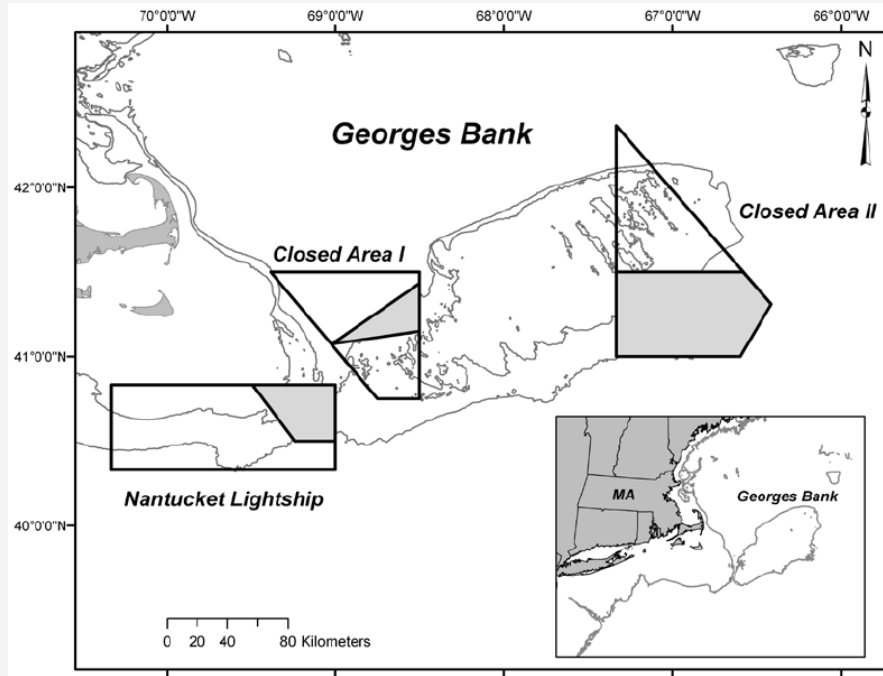 70°0'0"W 69°0'0"W 68°0'0"W 67°0'0"W 66°0'0"W
N
Georges Bank
42°0'0"N
Closed Area II
Closed Area I
41°0'0"N
Nantucket Lightship
MA
Georges Bank
40°0'0"N
0 20 40 80 Kilometers